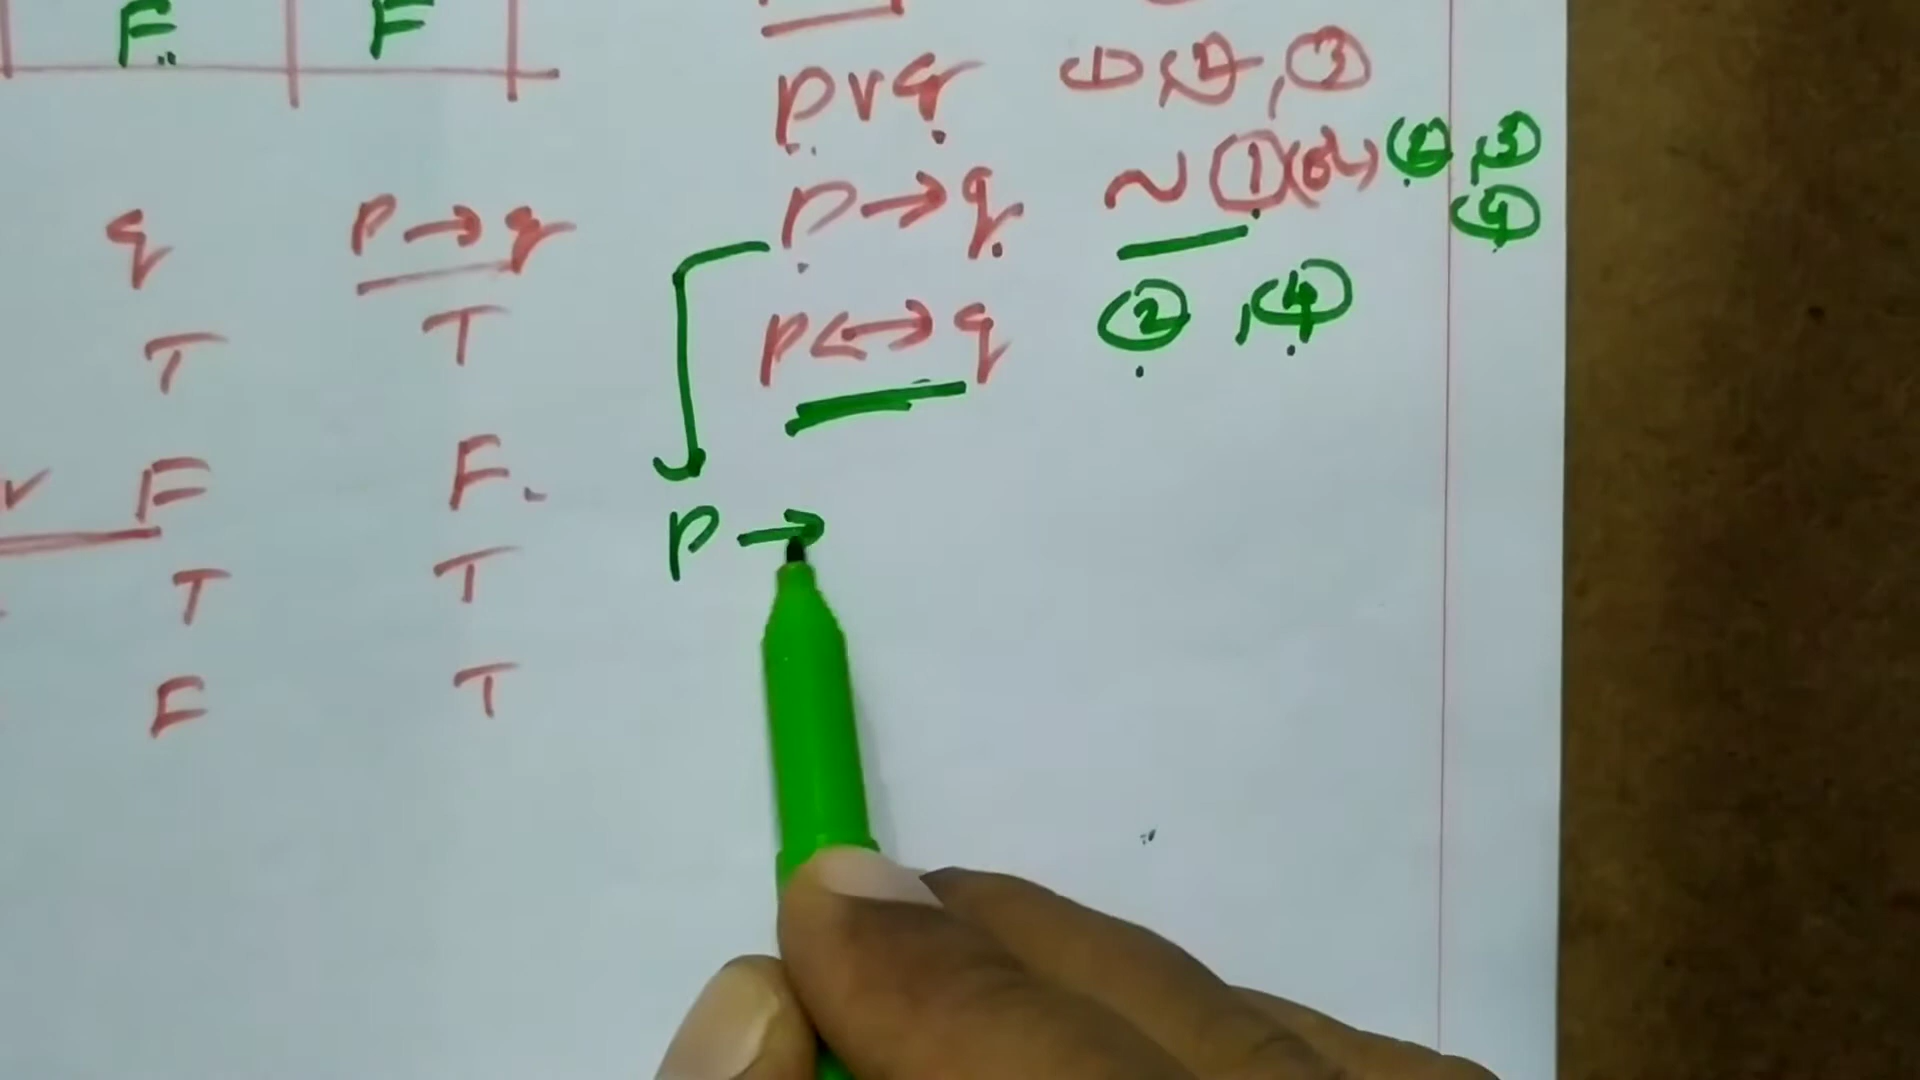 F F
p ∨ q ①, ②, ③
p → q ~ ① (or) ②, ③
④
q p → q
p ↔ q ②, ④
T T
F F
p →
T T
F T